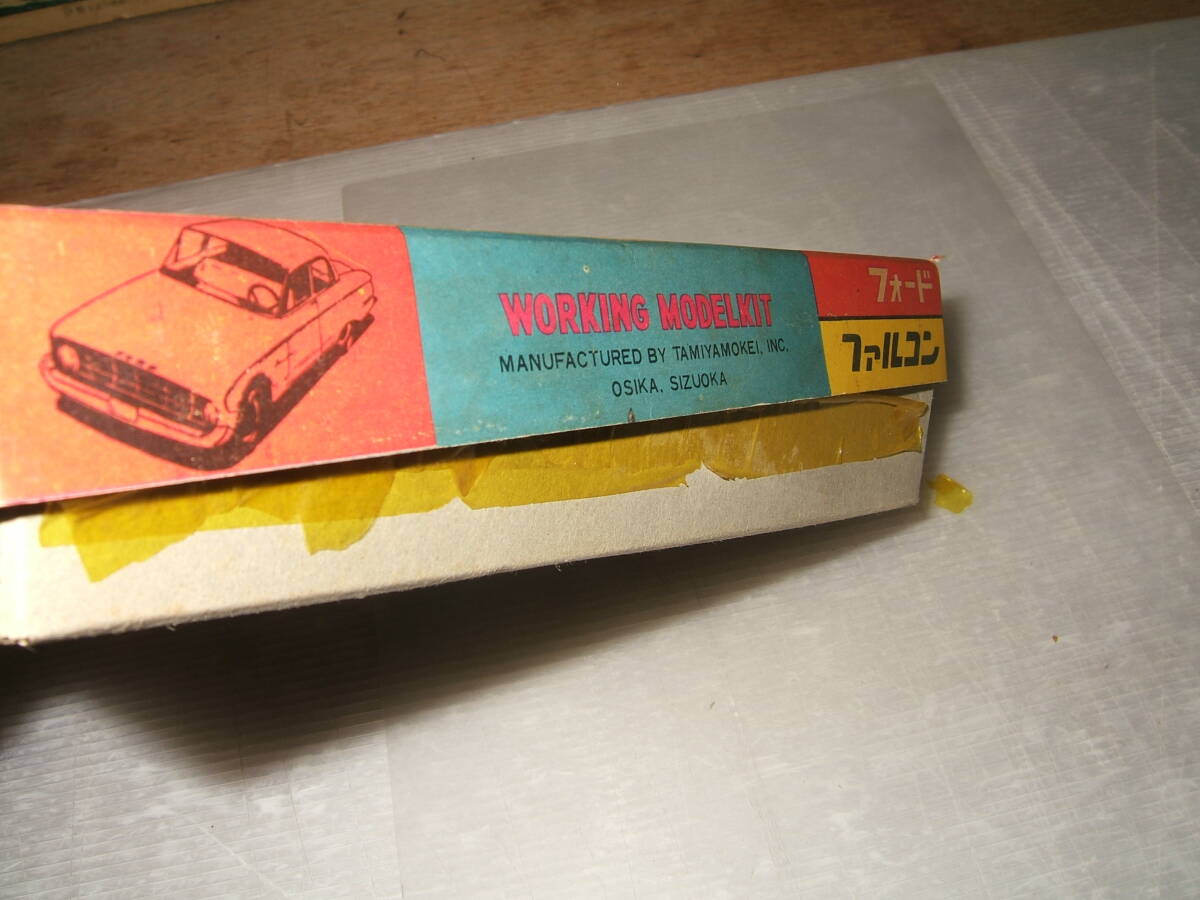 WORKING MODELKIT
MANUFACTURED BY TAMIYAMOKEI, INC.
OSIKA, SIZUOKA
フォード
ファルコン